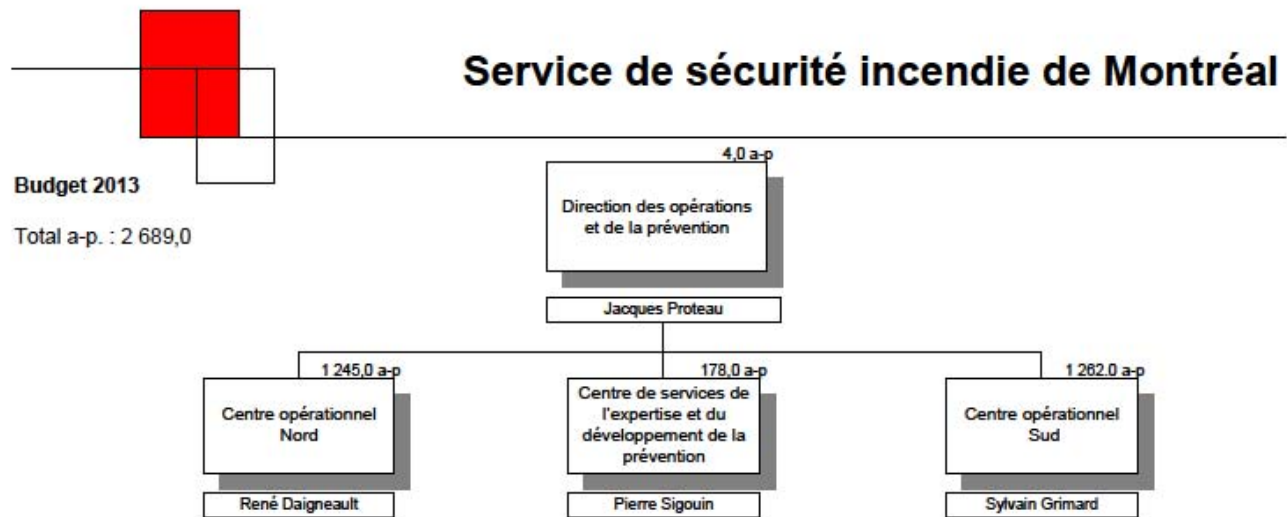 Service de sécurité incendie de Montréal
Budget 2013
Total a-p. : 2 689,0
4,0 a-p
Direction des opérations
et de la prévention
Jacques Proteau
1 245,0 a-p
Centre opérationnel
Nord
René Daigneault
178,0 a-p
Centre de services de
l'expertise et du
développement de la
prévention
Pierre Sigouin
1 262.0 a-p
Centre opérationnel
Sud
Sylvain Grimard